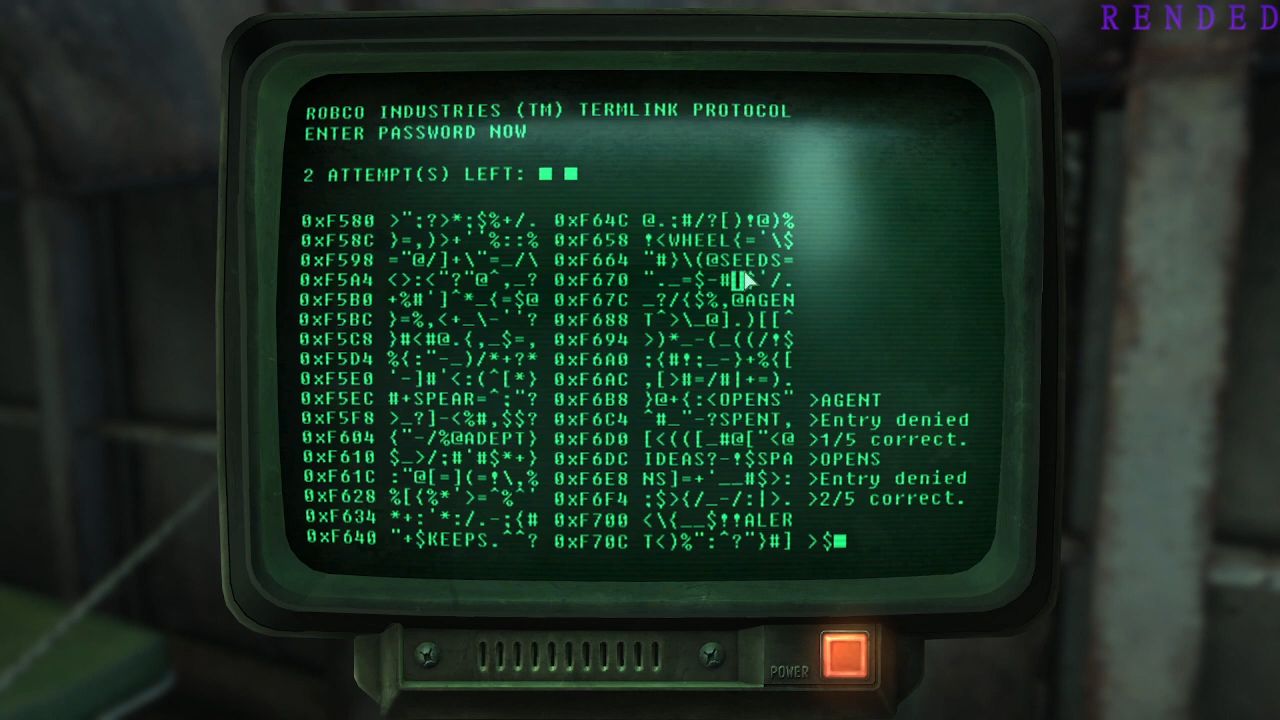 RENDED
ROBCO INDUSTRIES (TM) TERMLINK PROTOCOL
ENTER PASSWORD NOW
2 ATTEMPT(S) LEFT: ■ ■
0xF580 >";?>*;$%+/. 0xF64C @.;#/?[)!@)%
0xF58C }=,)>+''%::% 0xF658 !<WHEEL{='\$
0xF598 ="@/]+\"=_/\ 0xF664 "#}\(@SEEDS=
0xF5A4 <>:<"?"@^,_? 0xF670 "._=$-# '/.
0xF5B0 +%#']^*_{=$@ 0xF67C _?/{$%,@AGEN
0xF5BC }=%,<+_\-''? 0xF688 T^>\_@].)[[^
0xF5C8 }#<#@.{,_$=, 0xF694 >)*_-(_((/!$
0xF5D4 %{:"-_)/*+?* 0xF6A0 ;{#!;_-}+%{[
0xF5E0 '-]#'<:(^[*} 0xF6AC ,[>#=/#|+=).
0xF5EC #+SPEAR=^;"? 0xF6B8 }@+{:<OPENS" >AGENT
0xF5F8 >_?]-<%#,$$? 0xF6C4 ^#_"-?SPENT, >Entry denied
0xF604 {"-/%@ADEPT} 0xF6D0 [<(([_#@["<@ >1/5 correct.
0xF610 $_>/;#'#$*+} 0xF6DC IDEAS?-!$SPA >OPENS
0xF61C :"@[=](=!\,% 0xF6E8 NS]=+'__#$>: >Entry denied
0xF628 %[{%*'>=^%^' 0xF6F4 :$>{/_-/:|>. >2/5 correct.
0xF634 *+:'*:/.-;{# 0xF700 <\{__$!!ALER
0xF640 "+$KEEPS.^^? 0xF70C T<)%":^?"}#] >$■
POWER